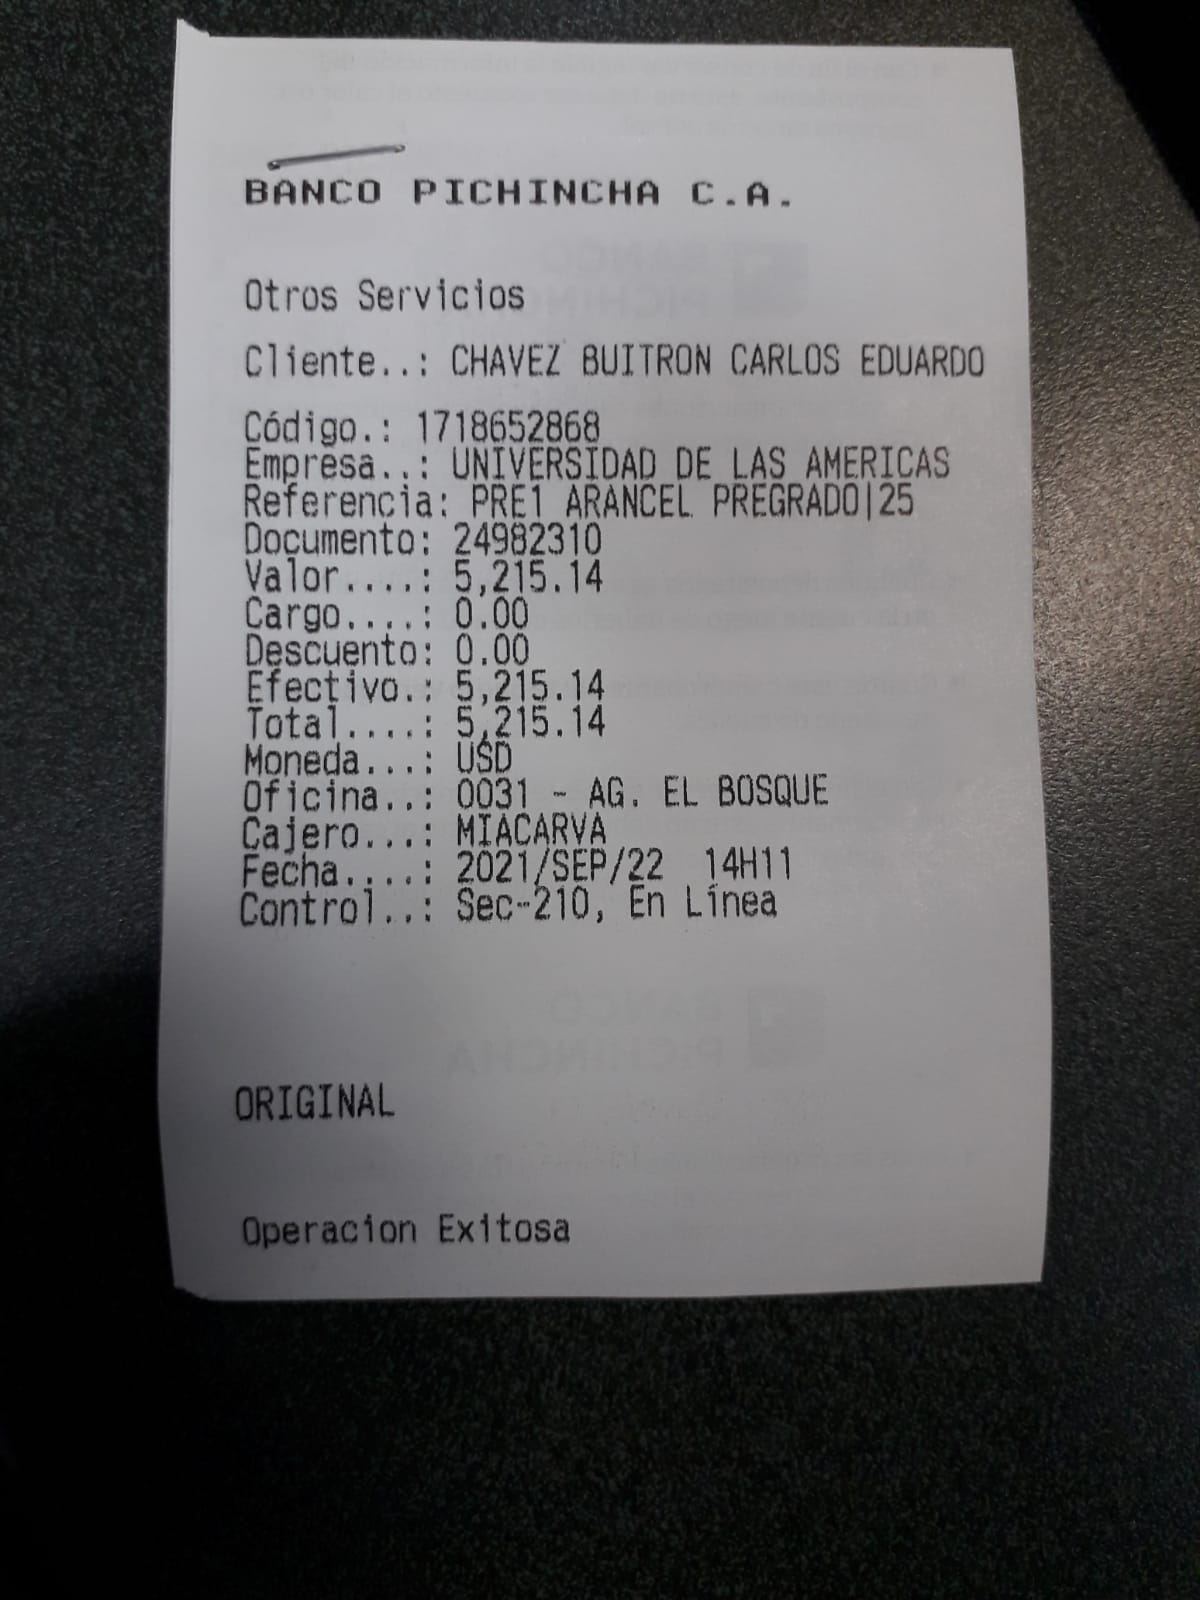 BANCO PICHINCHA C.A.
Otros Servicios
Cliente..: CHAVEZ BUITRON CARLOS EDUARDO
Código.: 1718652868
Empresa..: UNIVERSIDAD DE LAS AMERICAS
Referencia: PRE1 ARANCEL PREGRADO|25
Documento: 24982310
Valor....: 5,215.14
Cargo....: 0.00
Descuento: 0.00
Efectivo.: 5,215.14
Total....: 5,215.14
Moneda...: USD
Oficina..: 0031 - AG. EL BOSQUE
Cajero...: MIACARVA
Fecha....: 2021/SEP/22 14H11
Control..: Sec-210, En Línea
ORIGINAL
Operacion Exitosa